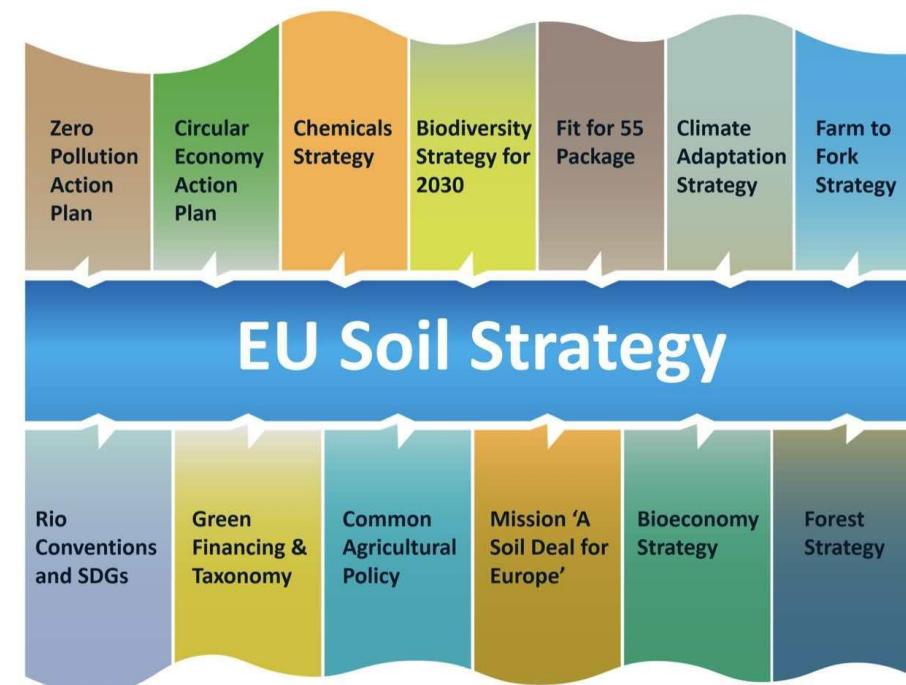 Zero
Pollution
Action
Plan
Circular
Economy
Action
Plan
Chemicals
Strategy
Biodiversity
Strategy for
2030
Fit for 55
Package
Climate
Adaptation
Strategy
Farm to
Fork
Strategy
EU Soil Strategy
Rio
Conventions
and SDGs
Green
Financing &
Taxonomy
Common
Agricultural
Policy
Mission ‘A
Soil Deal for
Europe’
Bioeconomy
Strategy
Forest
Strategy